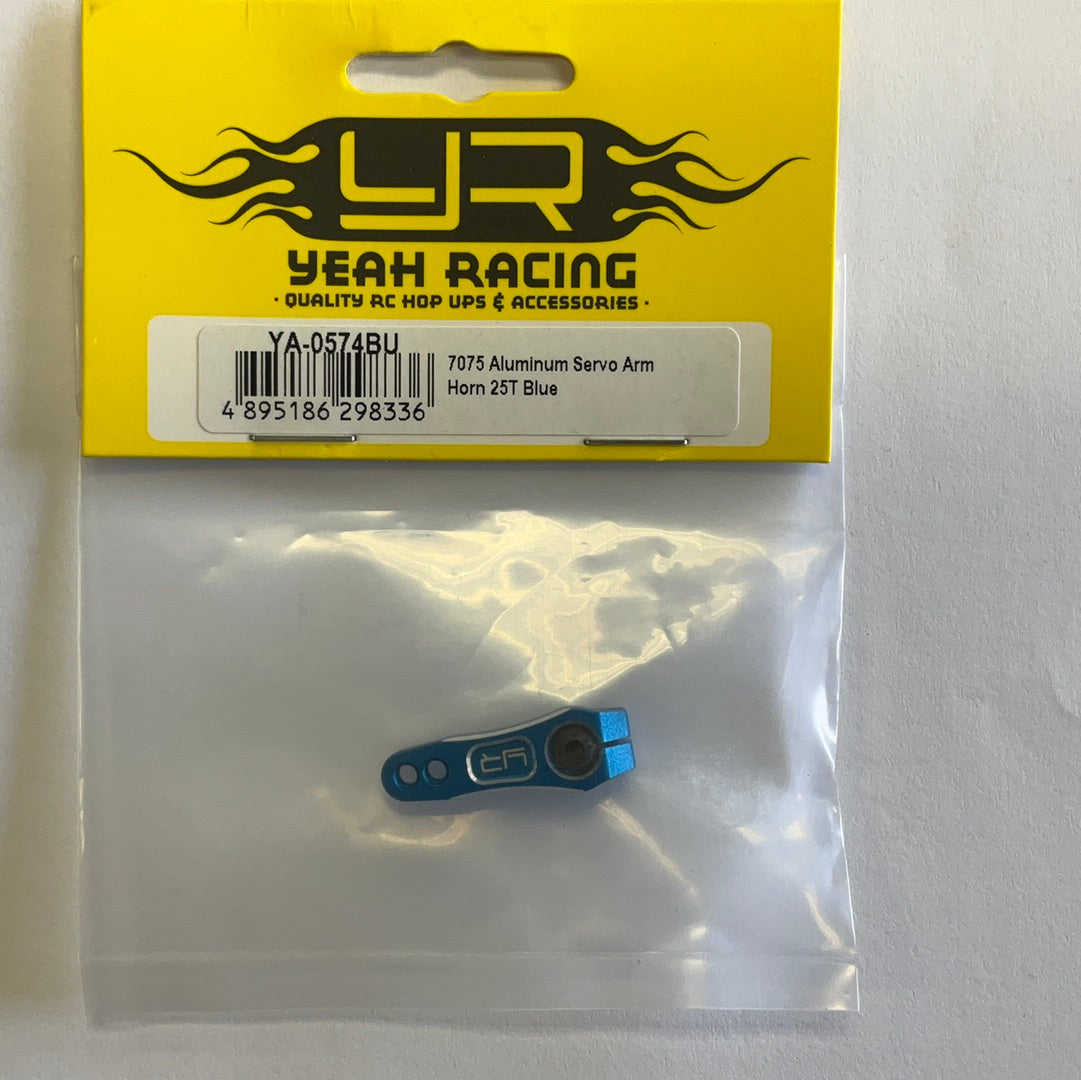 YR
YEAH RACING
· QUALITY RC HOP UPS & ACCESSORIES ·
YA-0574BU
4 895186 298336
7075 Aluminum Servo Arm
Horn 25T Blue
YR